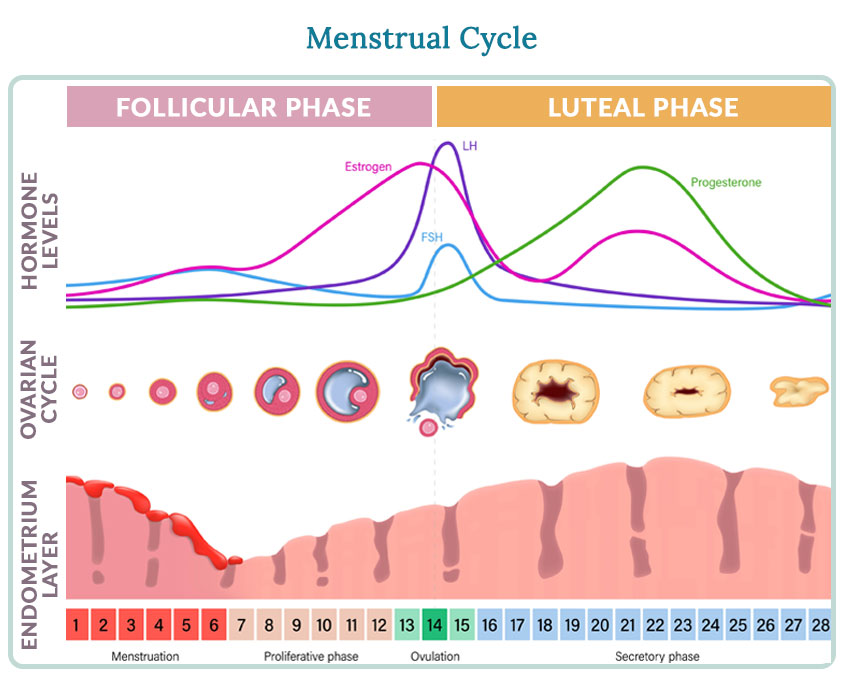 Menstrual Cycle
FOLLICULAR PHASE
LUTEAL PHASE
HORMONE
LEVELS
LH
Estrogen
Progesterone
FSH
OVARIAN
CYCLE
ENDOMETRIUM
LAYER
1 2 3 4 5 6 7 8 9 10 11 12 13 14 15 16 17 18 19 20 21 22 23 24 25 26 27 28
Menstruation
Proliferative phase
Ovulation
Secretory phase